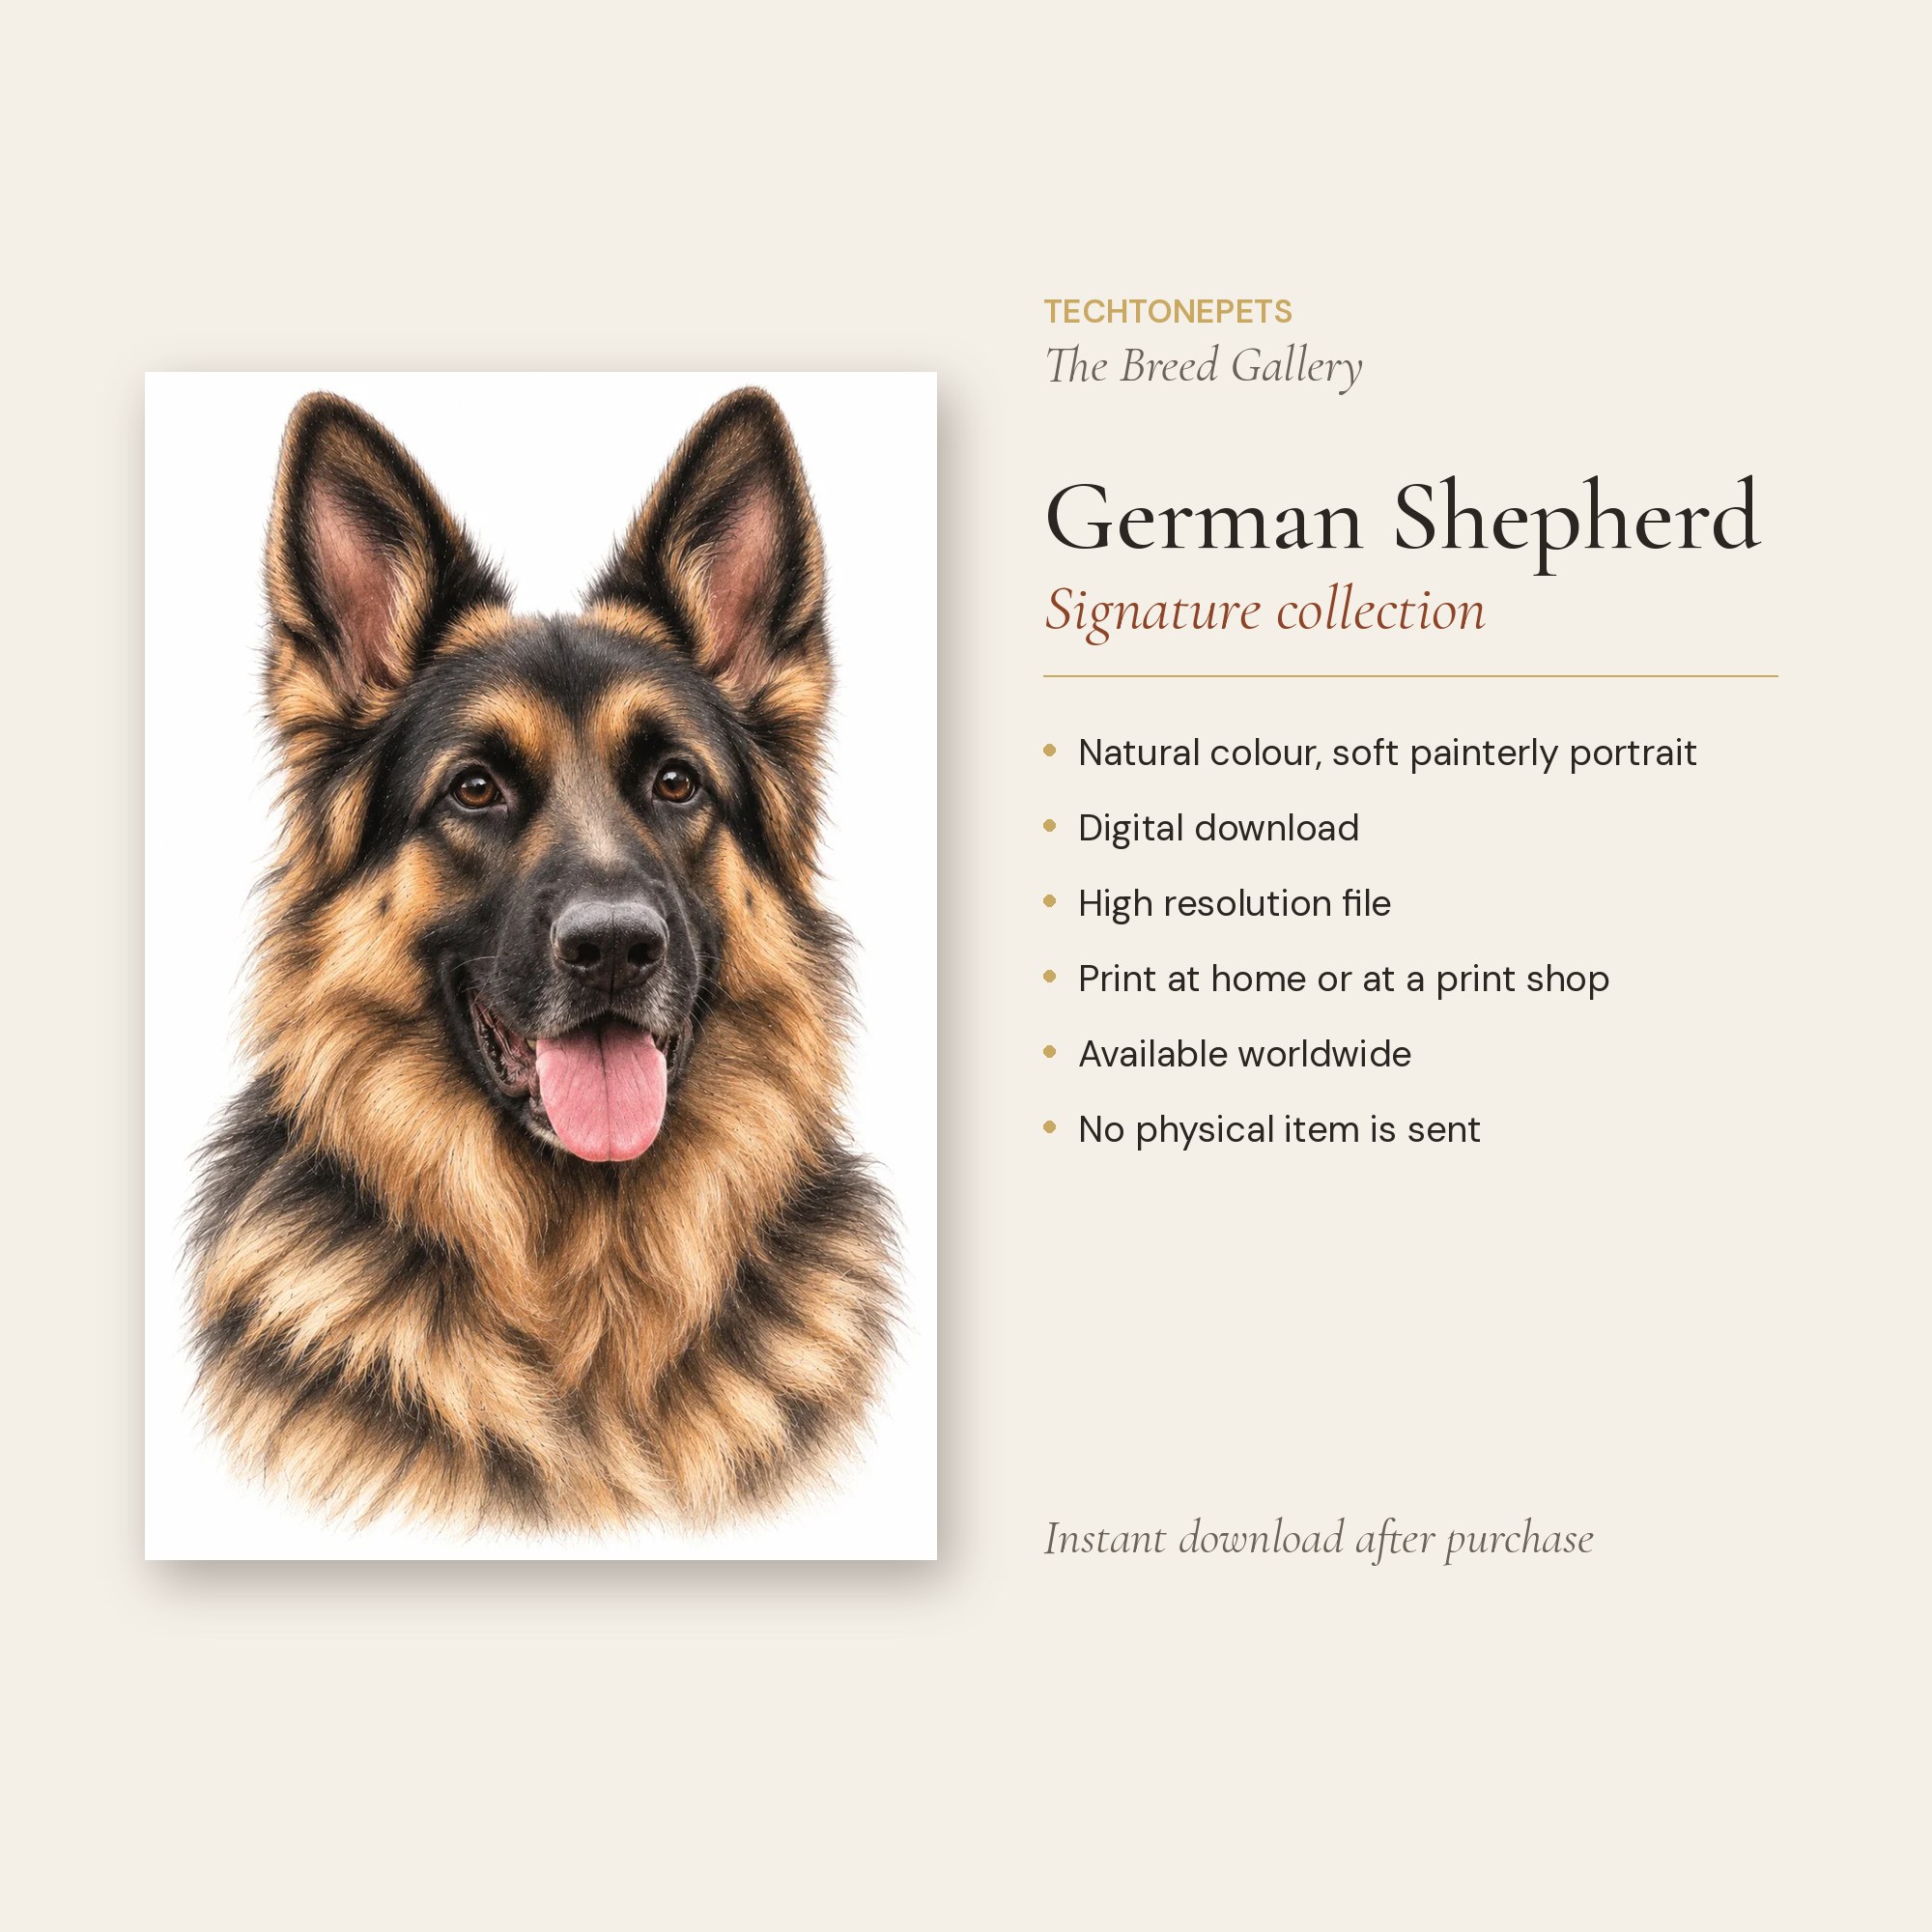 TECHTONEPETS
The Breed Gallery
German Shepherd
Signature collection
Natural colour, soft painterly portrait
Digital download
High resolution file
Print at home or at a print shop
Available worldwide
No physical item is sent
Instant download after purchase